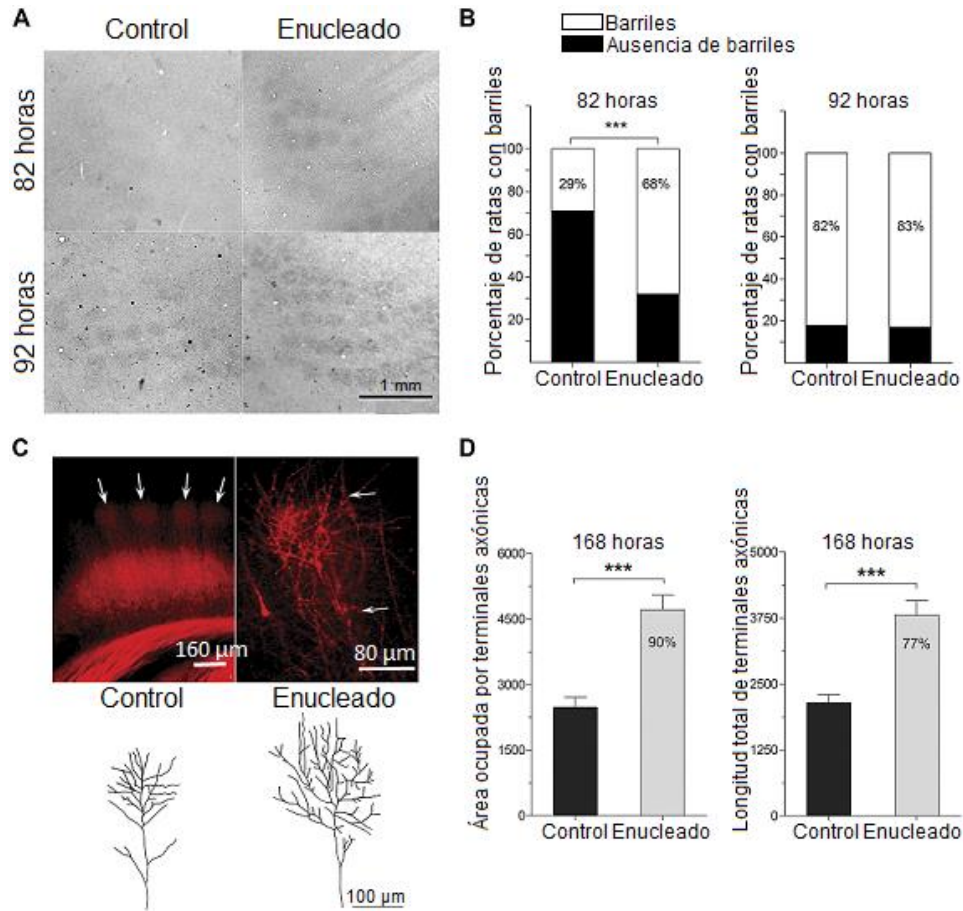 A
Control Enucleado
82 horas
92 horas
1 mm
B
Barriles
Ausencia de barriles
82 horas
***
Porcentaje de ratas con barriles
100
80
60
40
20
29%
68%
Control Enucleado
92 horas
Porcentaje de ratas con barriles
100
80
60
40
20
82%
83%
Control Enucleado
C
160 µm
80 µm
Control Enucleado
100 µm
D
168 horas
***
Área ocupada por terminales axónicas
6000
4500
3000
1500
0
90%
Control Enucleado
168 horas
***
Longitud total de terminales axónicas
5000
3750
2500
1250
0
77%
Control Enucleado